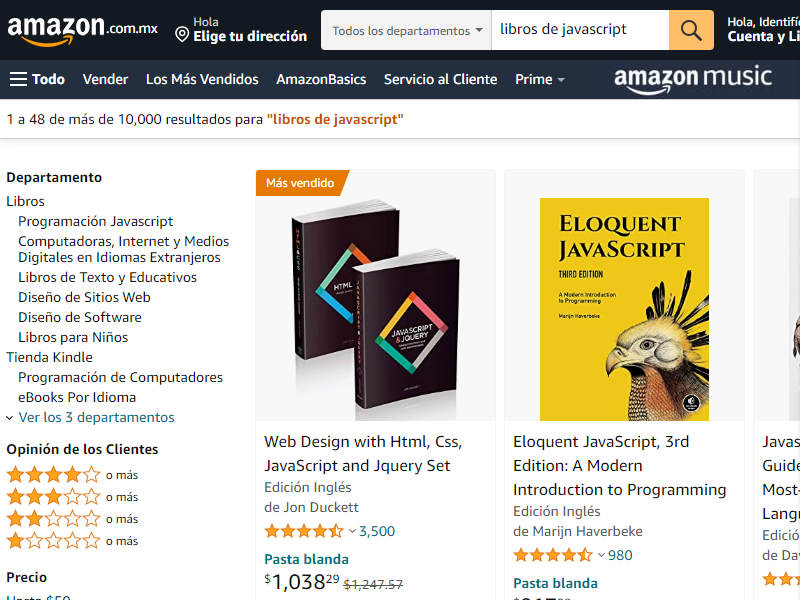 amazon.com.mx
Hola
Elige tu dirección
Todos los departamentos
libros de javascript
Hola, Identifi
Cuenta y Li
Todo
Vender
Los Más Vendidos
AmazonBasics
Servicio al Cliente
Prime
amazon music
1 a 48 de más de 10,000 resultados para "libros de javascript"
Departamento
Libros
Programación Javascript
Computadoras, Internet y Medios
Digitales en Idiomas Extranjeros
Libros de Texto y Educativos
Diseño de Sitios Web
Diseño de Software
Libros para Niños
Tienda Kindle
Programación de Computadores
eBooks Por Idioma
Ver los 3 departamentos
Opinión de los Clientes
o más
o más
o más
o más
Precio
Hasta $50
Más vendido
HTML
JAVASCRIPT
&JQUERY
Web Design with Html, Css,
JavaScript and Jquery Set
Edición Inglés
de Jon Duckett
3,500
Pasta blanda
$1,038.29 $1,247.57
ELOQUENT
JAVASCRIPT
THIRD EDITION
A Modern Introduction
to Programming
Marijn Haverbeke
Eloquent JavaScript, 3rd
Edition: A Modern
Introduction to Programming
Edición Inglés
de Marijn Haverbeke
980
Pasta blanda
Javas
Guide
Most-
Langu
Edició
de Da